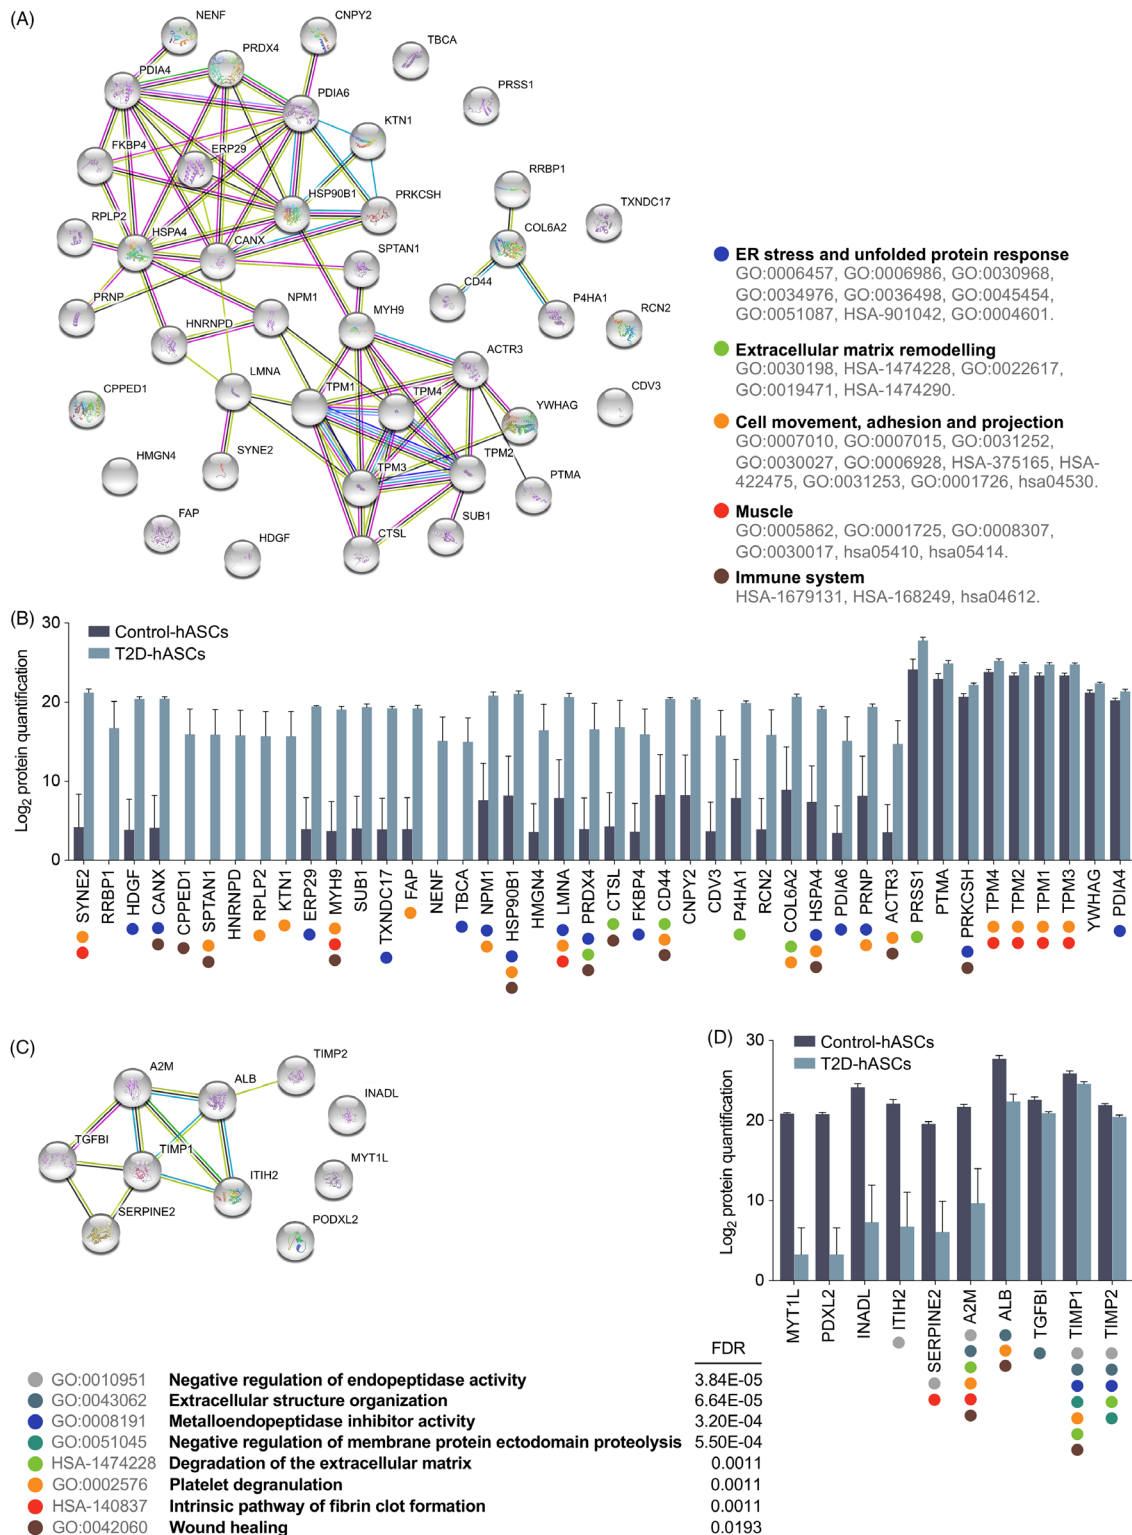 (A)
NENF
CNPY2
TBCA
PRDX4
PDIA4
PRSS1
PDIA6
KTN1
FKBP4
ERP29
RRBP1
HSP90B1
PRKCSH
TXNDC17
RPLP2
HSPA4
CANX
COL6A2
SPTAN1
CD44
PRNP
NPM1
P4HA1
MYH9
RCN2
HNRNPD
ACTR3
LMNA
TPM1
TPM4
CPPED1
CDV3
YWHAG
SYNE2
TPM2
HMGN4
TPM3
PTMA
FAP
SUB1
HDGF
CTSL
ER stress and unfolded protein response
GO:0006457, GO:0006986, GO:0030968,
GO:0034976, GO:0036498, GO:0045454,
GO:0051087, HSA-901042, GO:0004601.
Extracellular matrix remodelling
GO:0030198, HSA-1474228, GO:0022617,
GO:0019471, HSA-1474290.
Cell movement, adhesion and projection
GO:0007010, GO:0007015, GO:0031252,
GO:0030027, GO:0006928, HSA-375165, HSA-
422475, GO:0031253, GO:0001726, hsa04530.
Muscle
GO:0005862, GO:0001725, GO:0008307,
GO:0030017, hsa05410, hsa05414.
Immune system
HSA-1679131, HSA-168249, hsa04612.
(B)
Log2 protein quantification
30
20
10
0
Control-hASCs
T2D-hASCs
SYNE2
RRBP1
HDGF
CANX
CPPED1
SPTAN1
HNRNPD
RPLP2
KTN1
ERP29
MYH9
SUB1
TXNDC17
FAP
NENF
TBCA
NPM1
HSP90B1
HMGN4
LMNA
PRDX4
CTSL
FKBP4
CD44
CNPY2
CDV3
P4HA1
RCN2
COL6A2
HSPA4
PDIA6
PRNP
ACTR3
PRSS1
PTMA
PRKCSH
TPM4
TPM2
TPM1
TPM3
YWHAG
PDIA4
(C)
A2M
ALB
TIMP2
INADL
TGFBI
TIMP1
MYT1L
ITIH2
SERPINE2
PODXL2
(D)
Log2 protein quantification
30
20
10
0
Control-hASCs
T2D-hASCs
MYT1L
PDXL2
INADL
ITIH2
SERPINE2
A2M
ALB
TGFBI
TIMP1
TIMP2
FDR
GO:0010951 Negative regulation of endopeptidase activity 3.84E-05
GO:0043062 Extracellular structure organization 6.64E-05
GO:0008191 Metalloendopeptidase inhibitor activity 3.20E-04
GO:0051045 Negative regulation of membrane protein ectodomain proteolysis 5.50E-04
HSA-1474228 Degradation of the extracellular matrix 0.0011
GO:0002576 Platelet degranulation 0.0011
HSA-140837 Intrinsic pathway of fibrin clot formation 0.0011
GO:0042060 Wound healing 0.0193